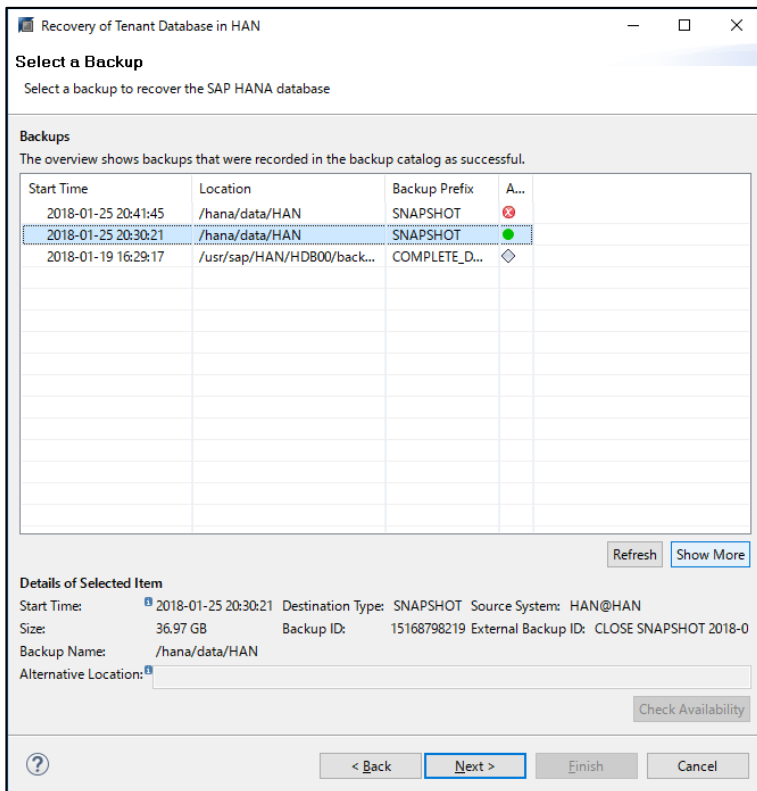 Recovery of Tenant Database in HAN
Select a Backup
Select a backup to recover the SAP HANA database
Backups
The overview shows backups that were recorded in the backup catalog as successful.
Start Time Location Backup Prefix A...
2018-01-25 20:41:45 /hana/data/HAN SNAPSHOT
2018-01-25 20:30:21 /hana/data/HAN SNAPSHOT
2018-01-19 16:29:17 /usr/sap/HAN/HDB00/back... COMPLETE_D...
Refresh Show More
Details of Selected Item
Start Time: 2018-01-25 20:30:21 Destination Type: SNAPSHOT Source System: HAN@HAN
Size: 36.97 GB Backup ID: 15168798219 External Backup ID: CLOSE SNAPSHOT 2018-0
Backup Name: /hana/data/HAN
Alternative Location:
Check Availability
? < Back Next > Finish Cancel